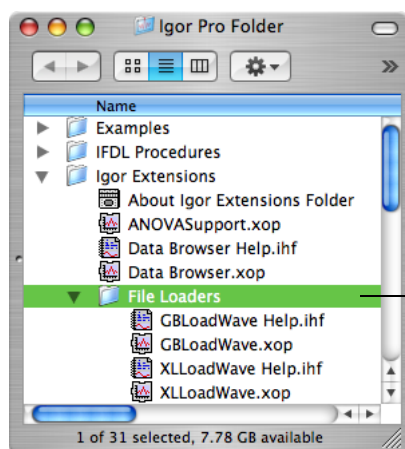 Igor Pro Folder
Name
Examples
IFDL Procedures
Igor Extensions
About Igor Extensions Folder
ANOVASupport.xop
Data Browser Help.ihf
Data Browser.xop
File Loaders
GBLoadWave Help.ihf
GBLoadWave.xop
XLLoadWave Help.ihf
XLLoadWave.xop
1 of 31 selected, 7.78 GB available